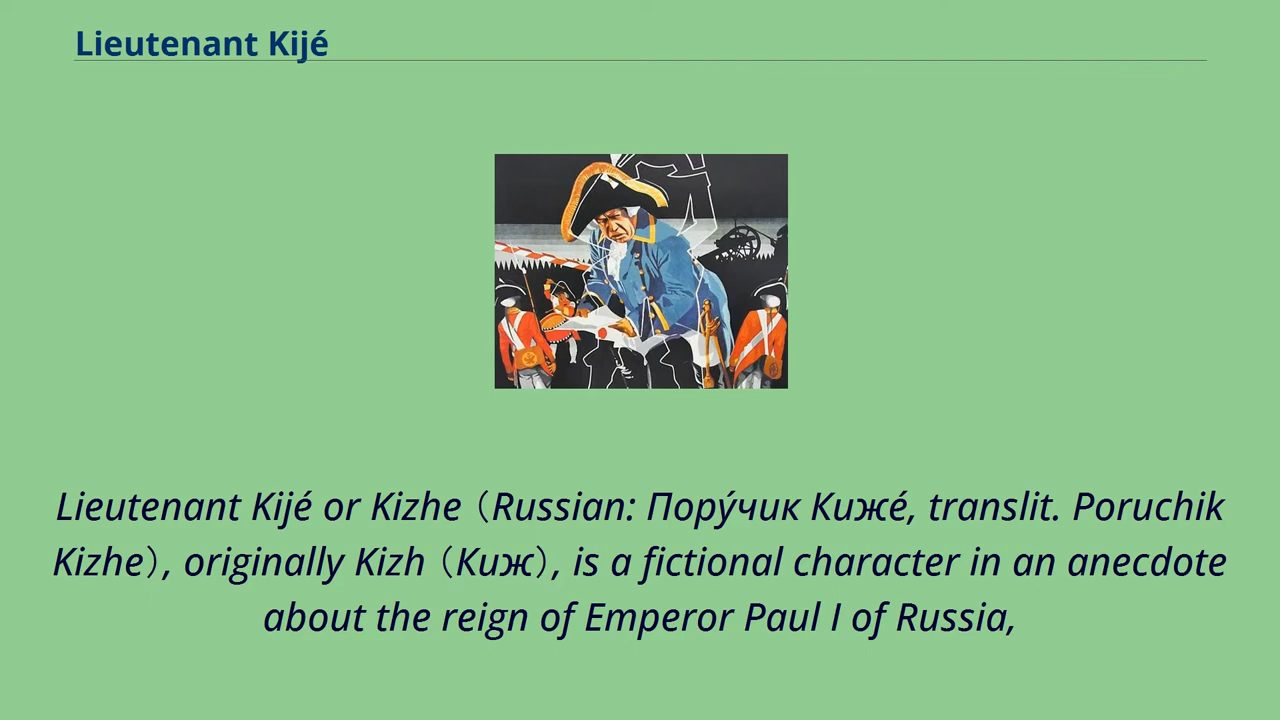 Lieutenant Kijé
Lieutenant Kijé or Kizhe (Russian: Пору́чик Киже́, translit. Poruchik
Kizhe), originally Kizh (Киж), is a fictional character in an anecdote
about the reign of Emperor Paul I of Russia,